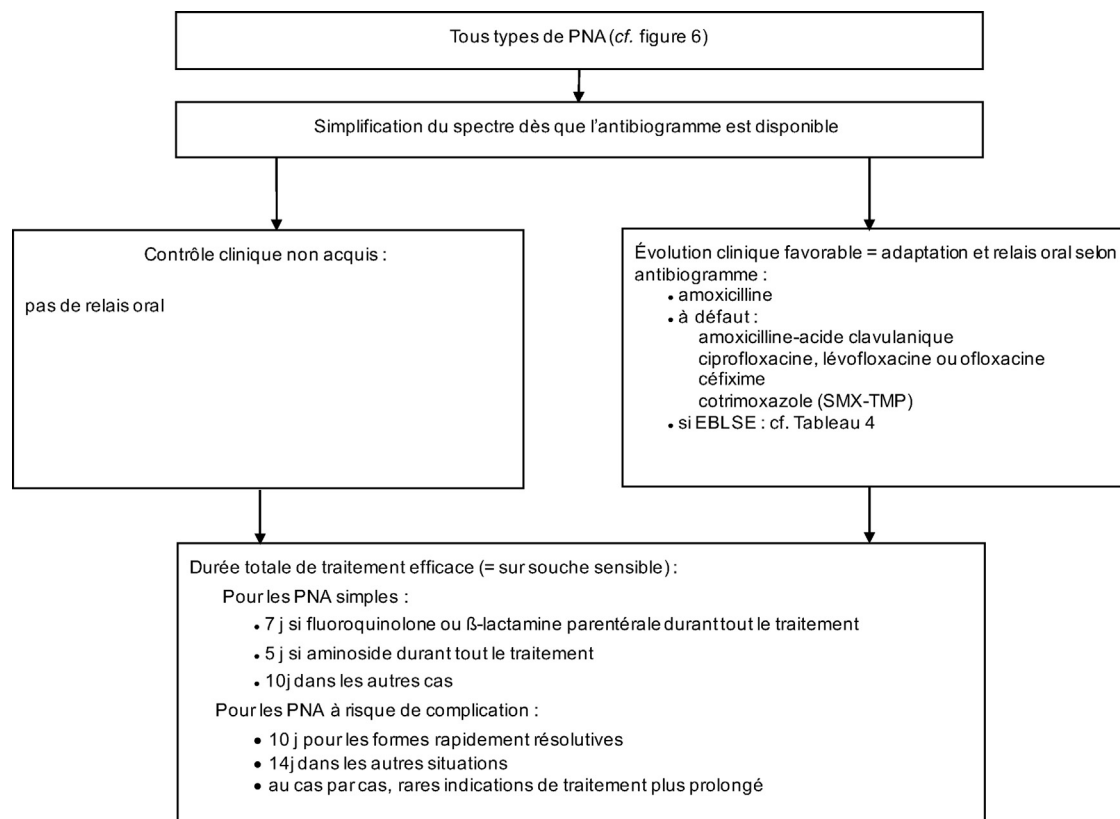 Tous types de PNA (cf. figure 6)
Simplification du spectre dès que l’antibiogramme est disponible
Contrôle clinique non acquis :
pas de relais oral
Évolution clinique favorable = adaptation et relais oral selon
antibiogramme :
• amoxicilline
• à défaut :
amoxicilline-acide clavulanique
ciprofloxacine, lévofloxacine ou ofloxacine
céfixime
cotrimoxazole (SMX-TMP)
• si EBLSE : cf. Tableau 4
Durée totale de traitement efficace (= sur souche sensible) :
Pour les PNA simples :
• 7 j si fluoroquinolone ou ß-lactamine parentérale durant tout le traitement
• 5 j si aminoside durant tout le traitement
• 10j dans les autres cas
Pour les PNA à risque de complication :
• 10 j pour les formes rapidement résolutives
• 14j dans les autres situations
• au cas par cas, rares indications de traitement plus prolongé